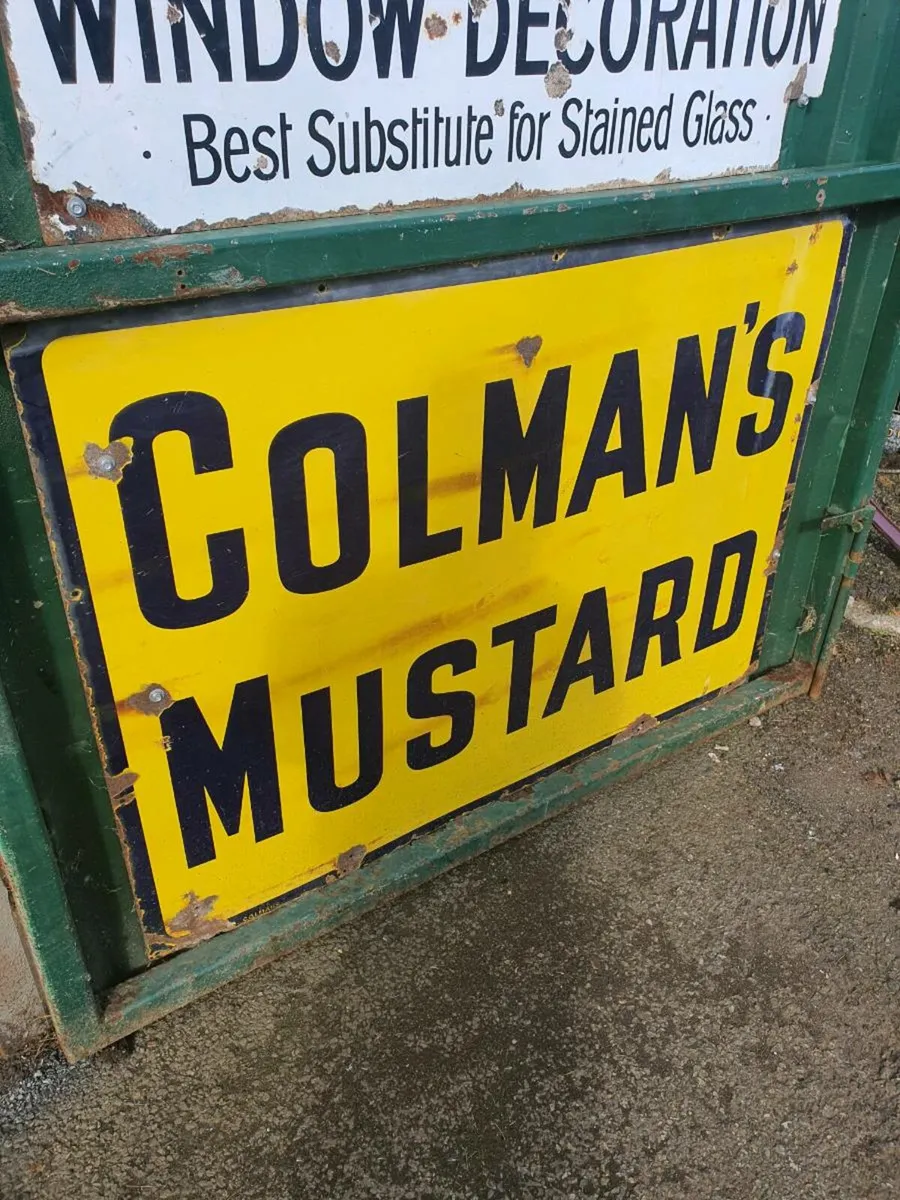 WINDOW DECORATION
· Best Substitute for Stained Glass ·
COLMAN'S
MUSTARD